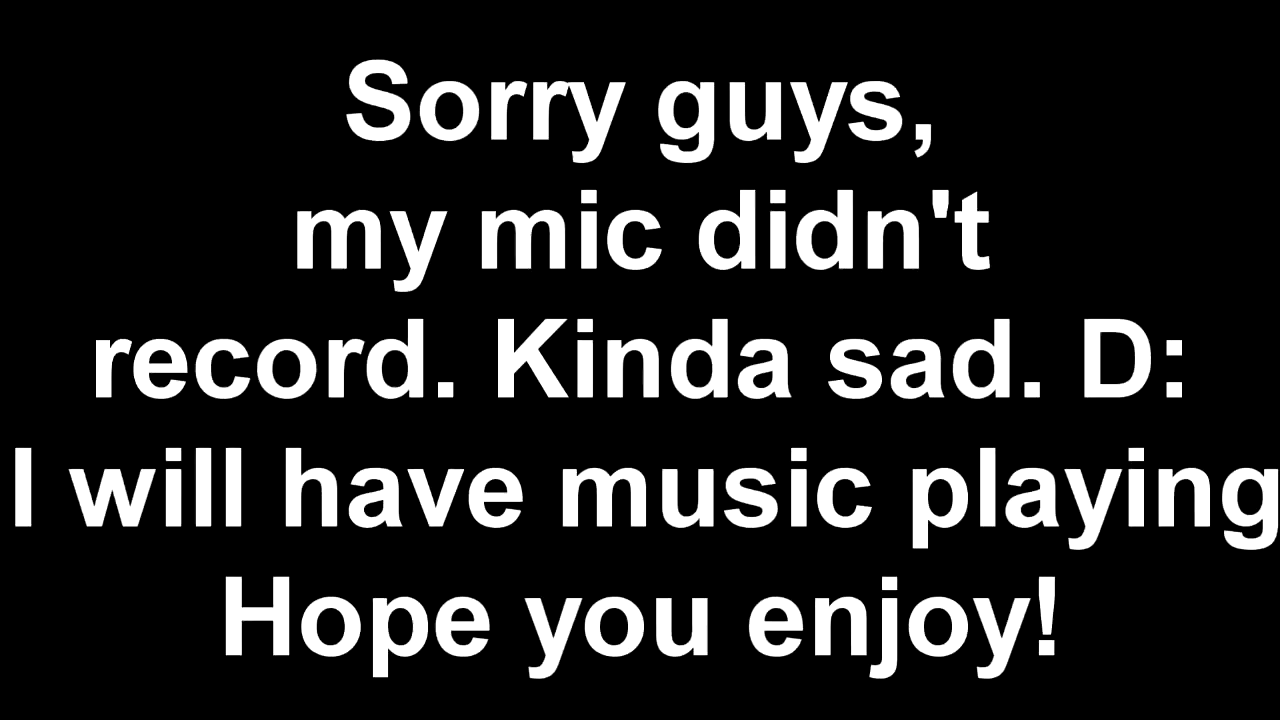 Sorry guys,
my mic didn't
record. Kinda sad. D:
I will have music playing
Hope you enjoy!